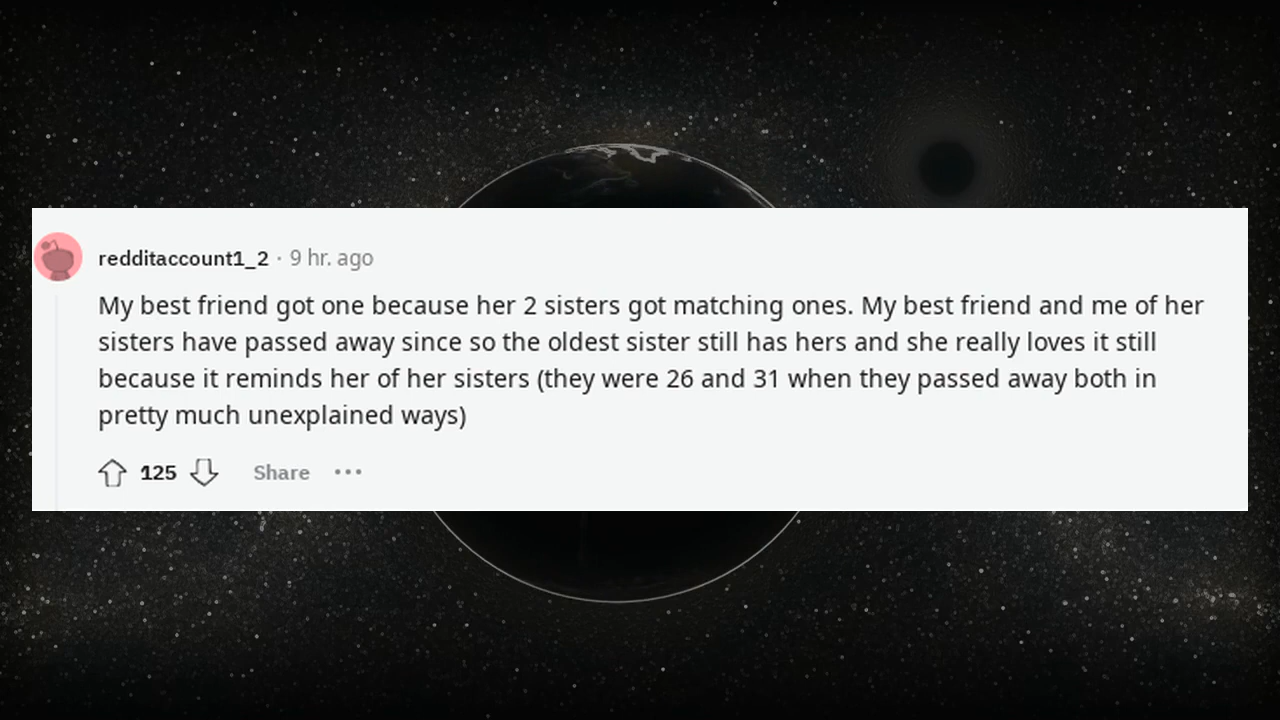 redditaccount1_2 · 9 hr. ago
My best friend got one because her 2 sisters got matching ones. My best friend and me of her
sisters have passed away since so the oldest sister still has hers and she really loves it still
because it reminds her of her sisters (they were 26 and 31 when they passed away both in
pretty much unexplained ways)
125 Share ···